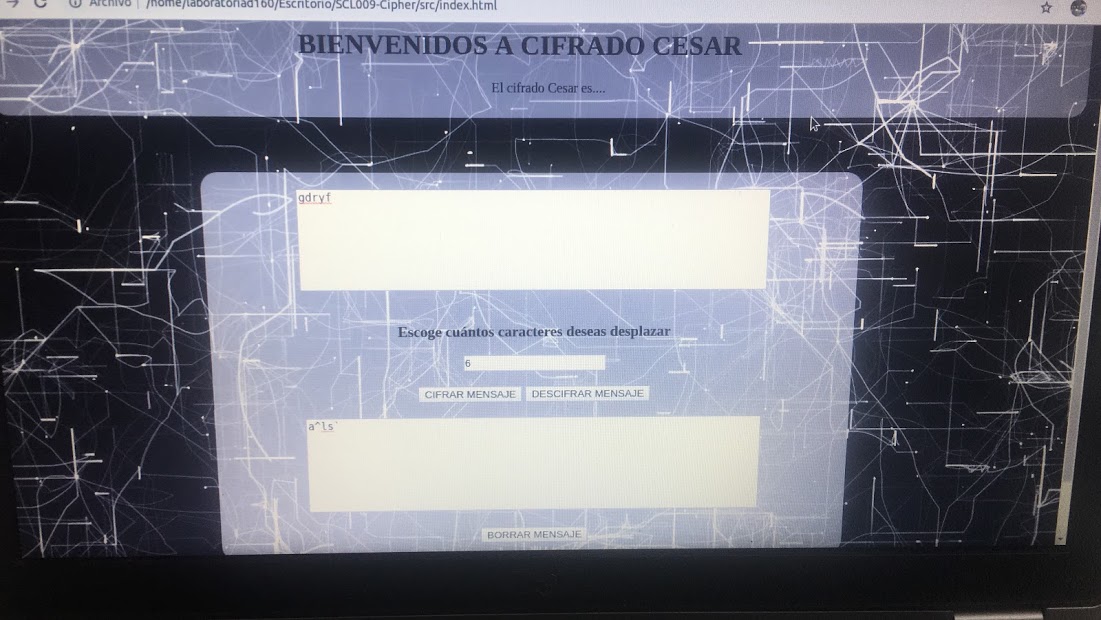 Archivo | /home/laboratoriad160/Escritorio/SCL009-Cipher/src/index.html
BIENVENIDOS A CIFRADO CESAR
El cifrado Cesar es....
gdryf
Escoge cuántos caracteres deseas desplazar
6
CIFRAR MENSAJE DESCIFRAR MENSAJE
a^ls`
BORRAR MENSAJE